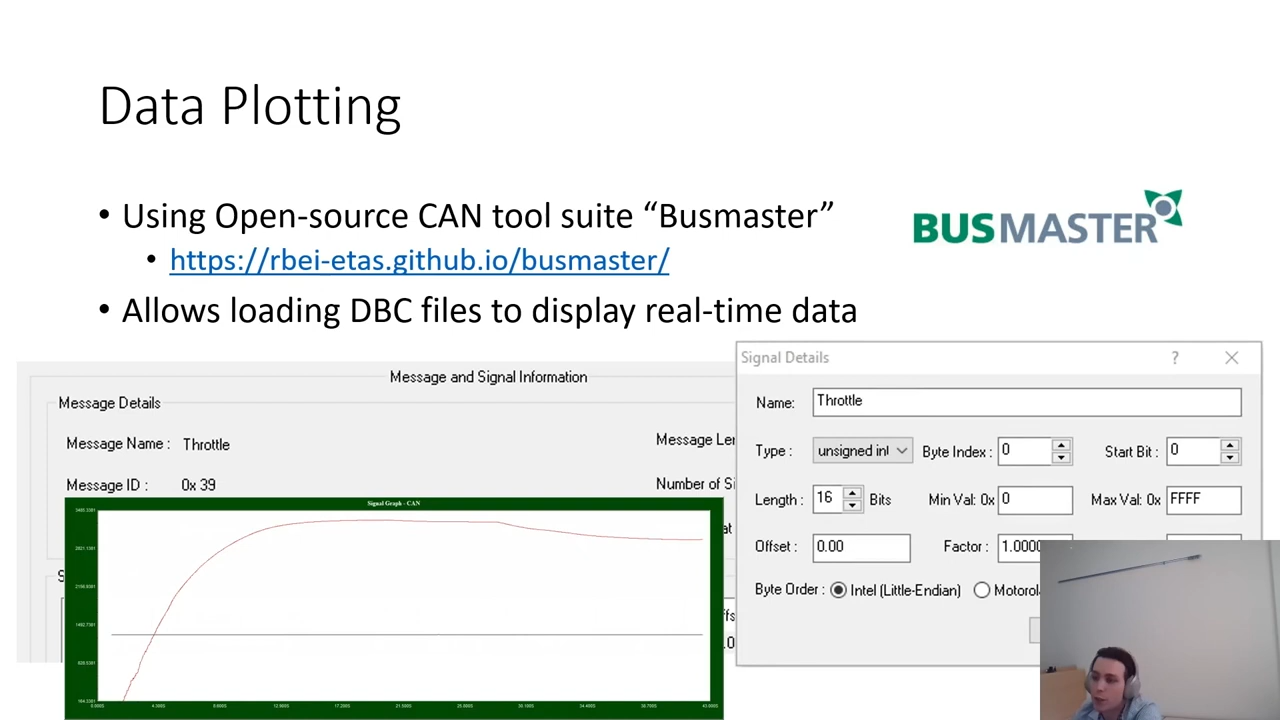 Data Plotting
• Using Open-source CAN tool suite “Busmaster”
• https://rbei-etas.github.io/busmaster/
• Allows loading DBC files to display real-time data
BUSMASTER
Message and Signal Information
Message Details
Message Name : Throttle
Message Len
Message ID : 0x 39
Number of Si
Signal Graph - CAN
Signal Details
Name: Throttle
Type : unsigned int Byte Index : 0 Start Bit : 0
Length : 16 Bits Min Val: 0x 0 Max Val: 0x FFFF
Offset : 0.00 Factor : 1.0000
Byte Order : Intel (Little-Endian) Motorola